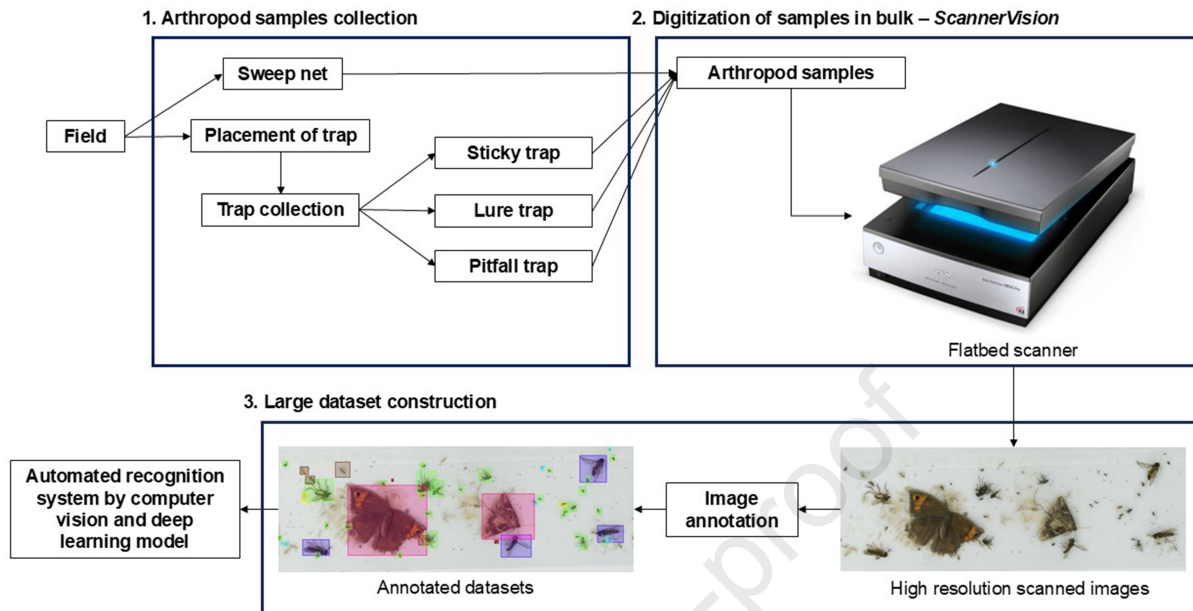 1. Arthropod samples collection
2. Digitization of samples in bulk – ScannerVision
Sweep net
Arthropod samples
Field
Placement of trap
Sticky trap
Trap collection
Lure trap
Pitfall trap
Flatbed scanner
3. Large dataset construction
Automated recognition
system by computer
vision and deep
learning model
Image
annotation
Annotated datasets
High resolution scanned images
proof